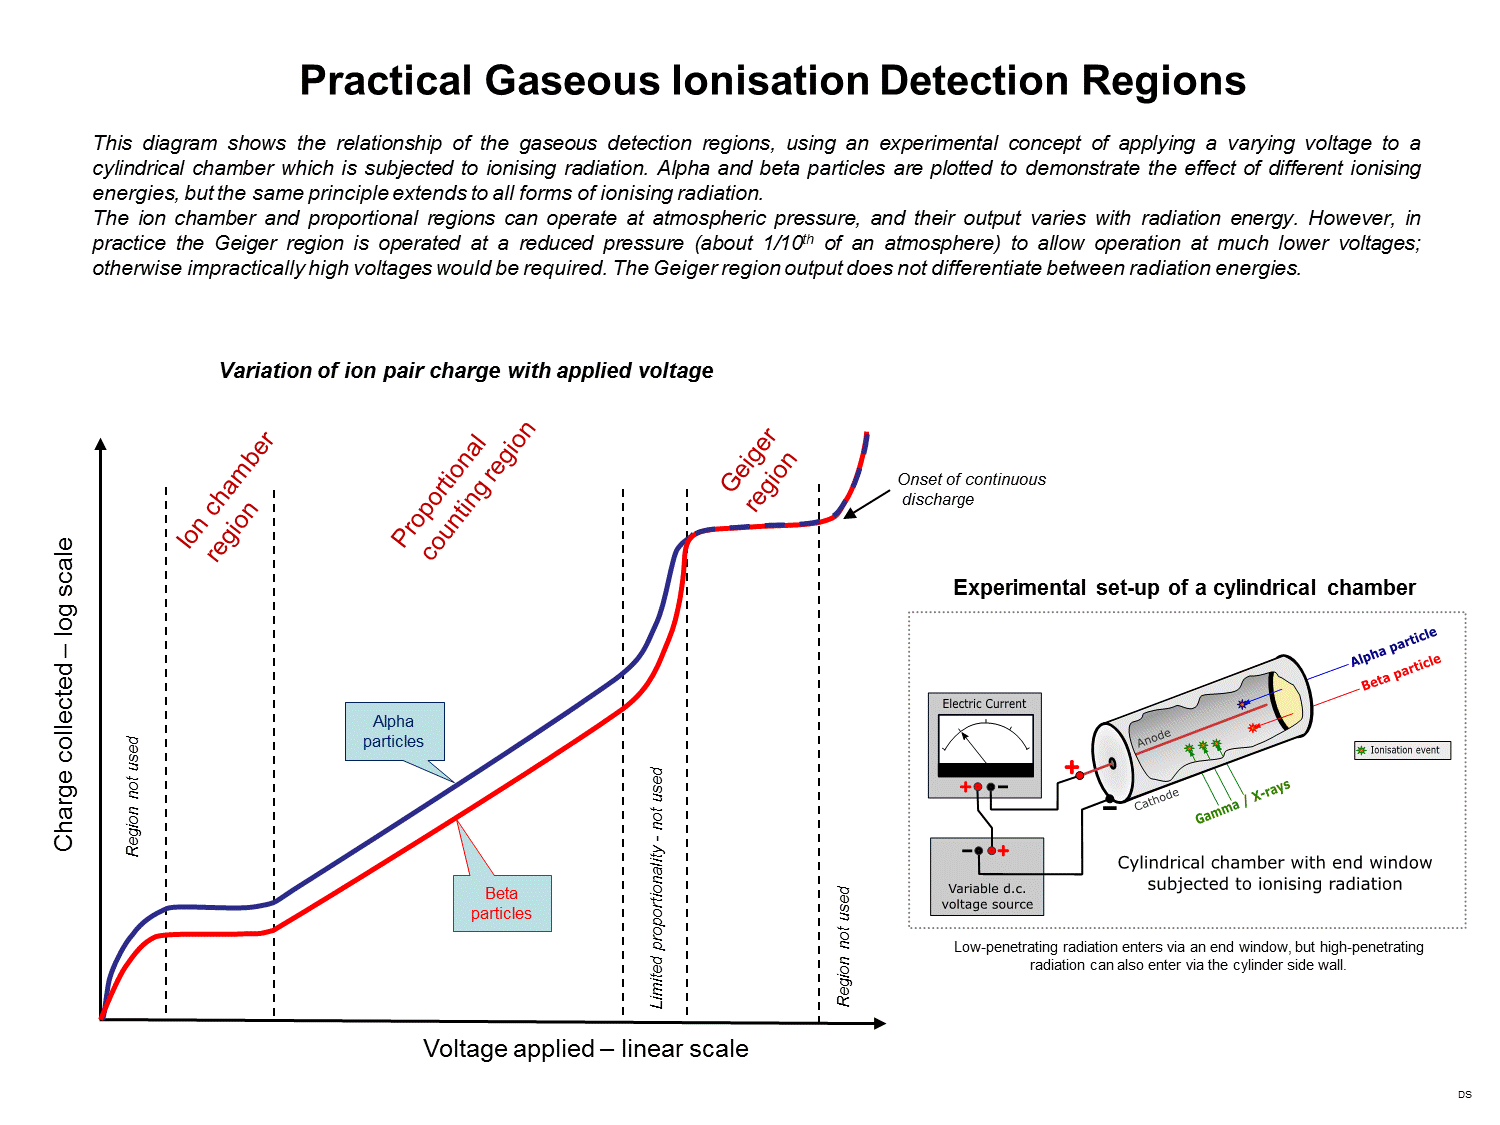 Practical Gaseous Ionisation Detection Regions
This diagram shows the relationship of the gaseous detection regions, using an experimental concept of applying a varying voltage to a
cylindrical chamber which is subjected to ionising radiation. Alpha and beta particles are plotted to demonstrate the effect of different ionising
energies, but the same principle extends to all forms of ionising radiation.
The ion chamber and proportional regions can operate at atmospheric pressure, and their output varies with radiation energy. However, in
practice the Geiger region is operated at a reduced pressure (about 1/10th of an atmosphere) to allow operation at much lower voltages;
otherwise impractically high voltages would be required. The Geiger region output does not differentiate between radiation energies.
Variation of ion pair charge with applied voltage
Charge collected – log scale
Region not used
Ion chamber
region
Proportional
counting region
Limited proportionality - not used
Geiger
region
Region not used
Onset of continuous
discharge
Alpha
particles
Beta
particles
Voltage applied – linear scale
Experimental set-up of a cylindrical chamber
Electric Current
+ −
− +
Variable d.c.
voltage source
+
−
Anode
Cathode
Alpha particle
Beta particle
Gamma / X-rays
Ionisation event
Cylindrical chamber with end window
subjected to ionising radiation
Low-penetrating radiation enters via an end window, but high-penetrating
radiation can also enter via the cylinder side wall.
DS